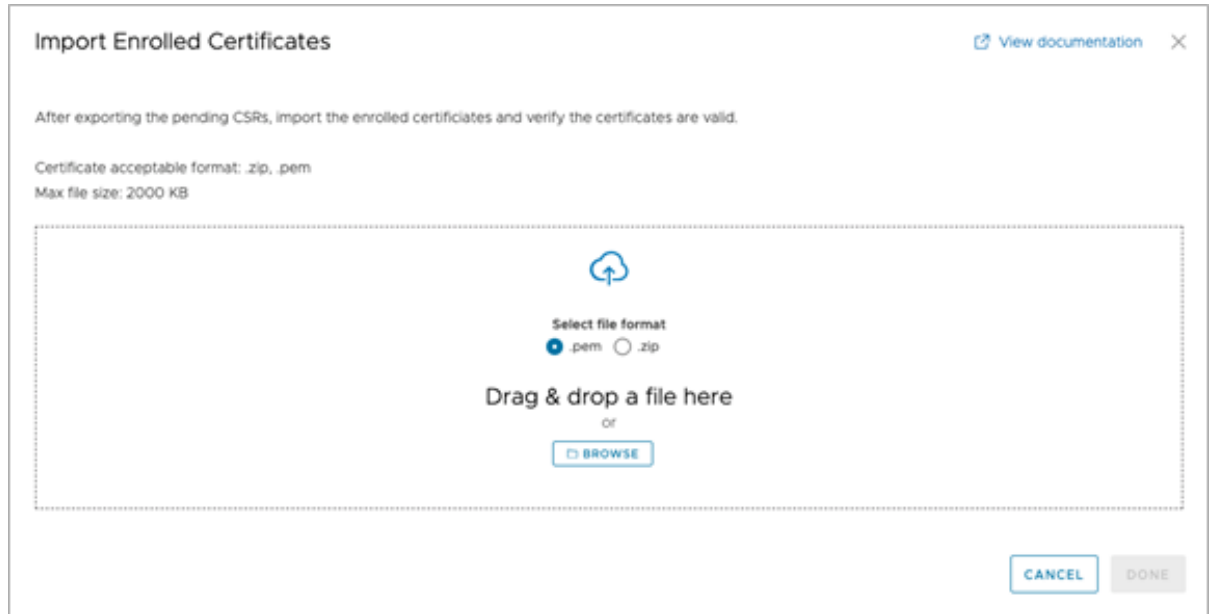 Import Enrolled Certificates
View documentation
After exporting the pending CSRs, import the enrolled certificiates and verify the certificates are valid.
Certificate acceptable format: .zip, .pem
Max file size: 2000 KB
Select file format
.pem .zip
Drag & drop a file here
or
BROWSE
CANCEL DONE